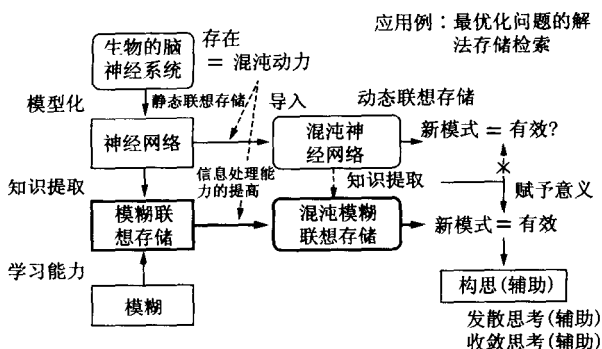 应用例：最优化问题的解
法存储检索
生物的脑
神经系统
存在
= 混沌动力
模型化
静态联想存储
导入
动态联想存储
神经网络
混沌神
经网络
新模式 = 有效?
知识提取
信息处理能
力的提高
知识提取
赋予意义
模糊联
想存储
混沌模糊
联想存储
新模式 = 有效
学习能力
模糊
构思(辅助)
发散思考(辅助)
收敛思考(辅助)